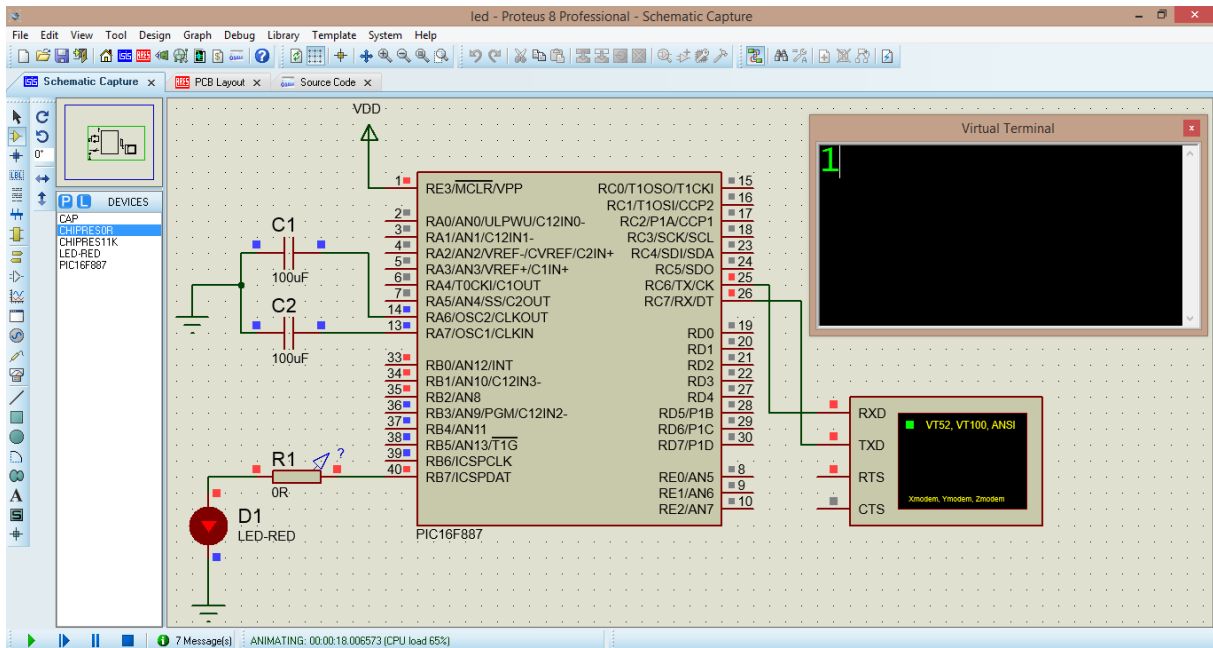 led - Proteus 8 Professional - Schematic Capture
File Edit View Tool Design Graph Debug Library Template System Help
Schematic Capture x PCB Layout x Source Code x
0°
P L DEVICES
CAP
CHIPRES0R
CHIPRES11K
LED-RED
PIC16F887
VDD
C1
100uF
C2
100uF
R1
?
0R
D1
LED-RED
1 RE3/MCLR/VPP
2 RA0/AN0/ULPWU/C12IN0-
3 RA1/AN1/C12IN1-
4 RA2/AN2/VREF-/CVREF/C2IN+
5 RA3/AN3/VREF+/C1IN+
6 RA4/T0CKI/C1OUT
7 RA5/AN4/SS/C2OUT
14 RA6/OSC2/CLKOUT
13 RA7/OSC1/CLKIN
33 RB0/AN12/INT
34 RB1/AN10/C12IN3-
35 RB2/AN8
36 RB3/AN9/PGM/C12IN2-
37 RB4/AN11
38 RB5/AN13/T1G
39 RB6/ICSPCLK
40 RB7/ICSPDAT
RC0/T1OSO/T1CKI 15
RC1/T1OSI/CCP2 16
RC2/P1A/CCP1 17
RC3/SCK/SCL 18
RC4/SDI/SDA 23
RC5/SDO 24
RC6/TX/CK 25
RC7/RX/DT 26
RD0 19
RD1 20
RD2 21
RD3 22
RD4 27
RD5/P1B 28
RD6/P1C 29
RD7/P1D 30
RE0/AN5 8
RE1/AN6 9
RE2/AN7 10
PIC16F887
Virtual Terminal
1
RXD
TXD
RTS
CTS
VT52, VT100, ANSI
Xmodem, Ymodem, Zmodem
7 Message(s) ANIMATING: 00:00:18.006573 (CPU load 65%)